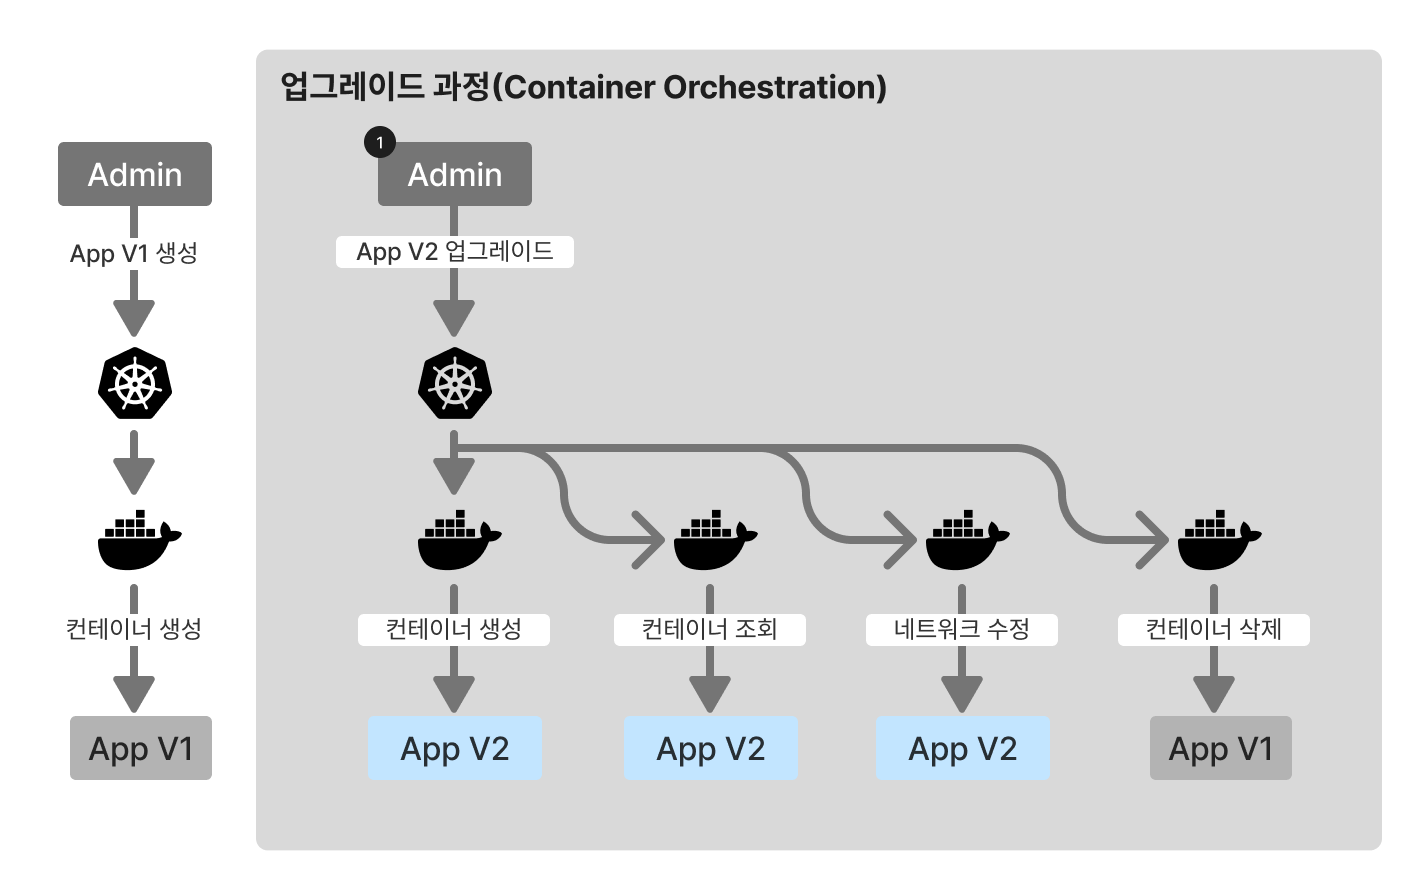 업그레이드 과정(Container Orchestration)
1
Admin
Admin
App V1 생성
App V2 업그레이드
컨테이너 생성
컨테이너 생성
컨테이너 조회
네트워크 수정
컨테이너 삭제
App V1
App V2
App V2
App V2
App V1